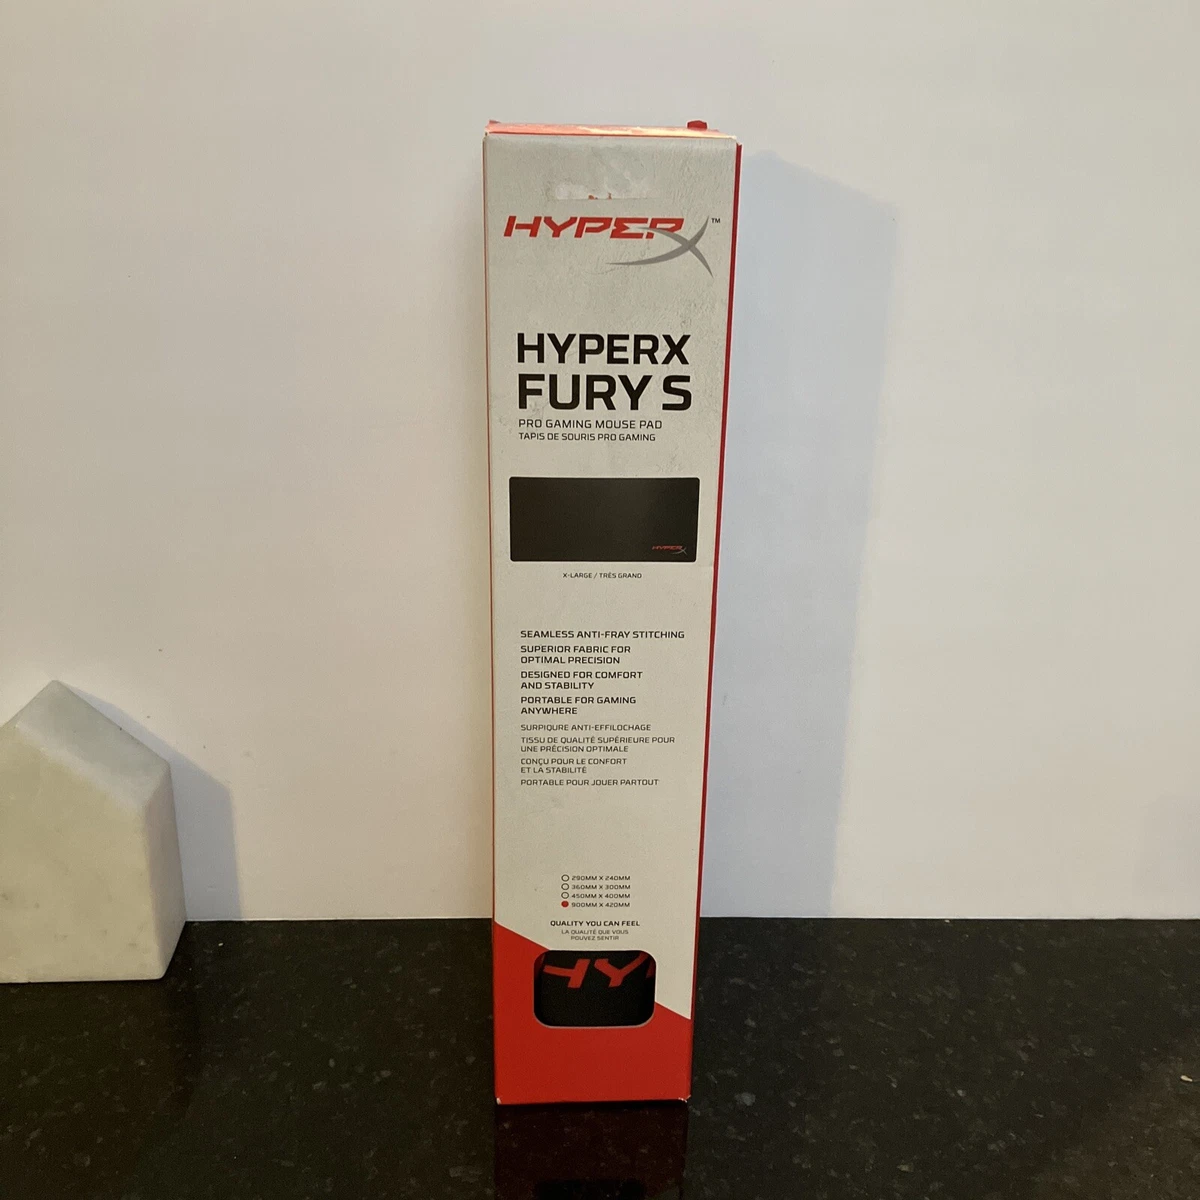 HYPERX™
HYPERX
FURY S
PRO GAMING MOUSE PAD
TAPIS DE SOURIS PRO GAMING
HYPERX
X-LARGE / TRÈS GRAND
SEAMLESS ANTI-FRAY STITCHING
SUPERIOR FABRIC FOR
OPTIMAL PRECISION
DESIGNED FOR COMFORT
AND STABILITY
PORTABLE FOR GAMING
ANYWHERE
SURPIQURE ANTI-EFFILOCHAGE
TISSU DE QUALITÉ SUPÉRIEURE POUR
UNE PRÉCISION OPTIMALE
CONÇU POUR LE CONFORT
ET LA STABILITÉ
PORTABLE POUR JOUER PARTOUT
290MM X 240MM
360MM X 300MM
450MM X 400MM
900MM X 420MM
QUALITY YOU CAN FEEL
LA QUALITÉ QUE VOUS
POUVEZ SENTIR
HY